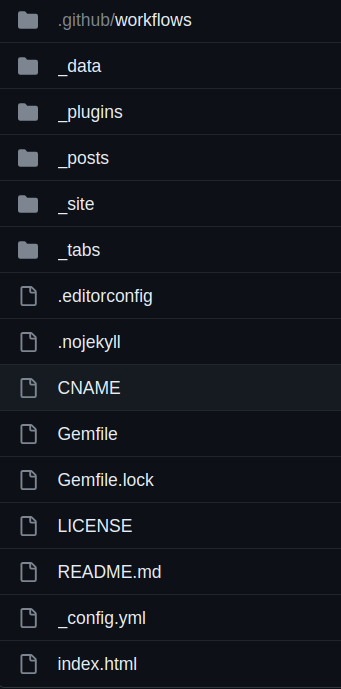 .github/workflows
_data
_plugins
_posts
_site
_tabs
.editorconfig
.nojekyll
CNAME
Gemfile
Gemfile.lock
LICENSE
README.md
_config.yml
index.html